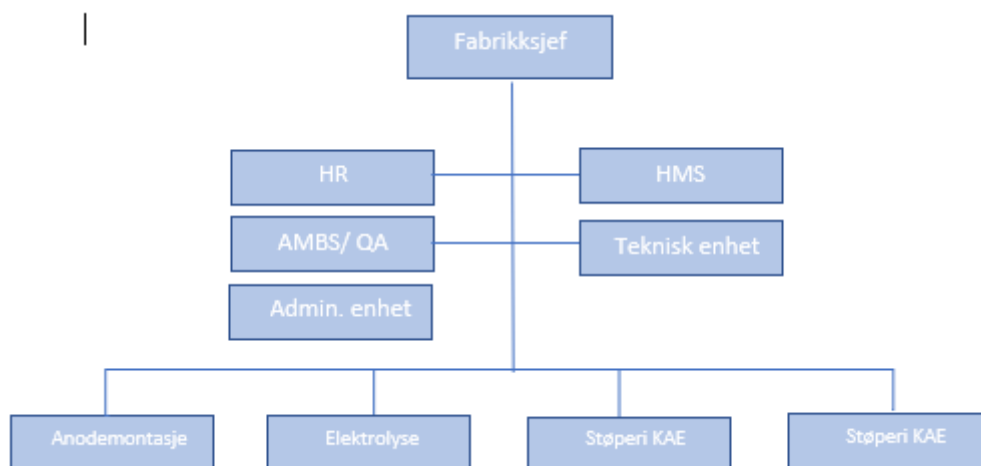 Fabrikksjef
HR
HMS
AMBS/ QA
Teknisk enhet
Admin. enhet
Anodemontasje
Elektrolyse
Støperi KAE
Støperi KAE